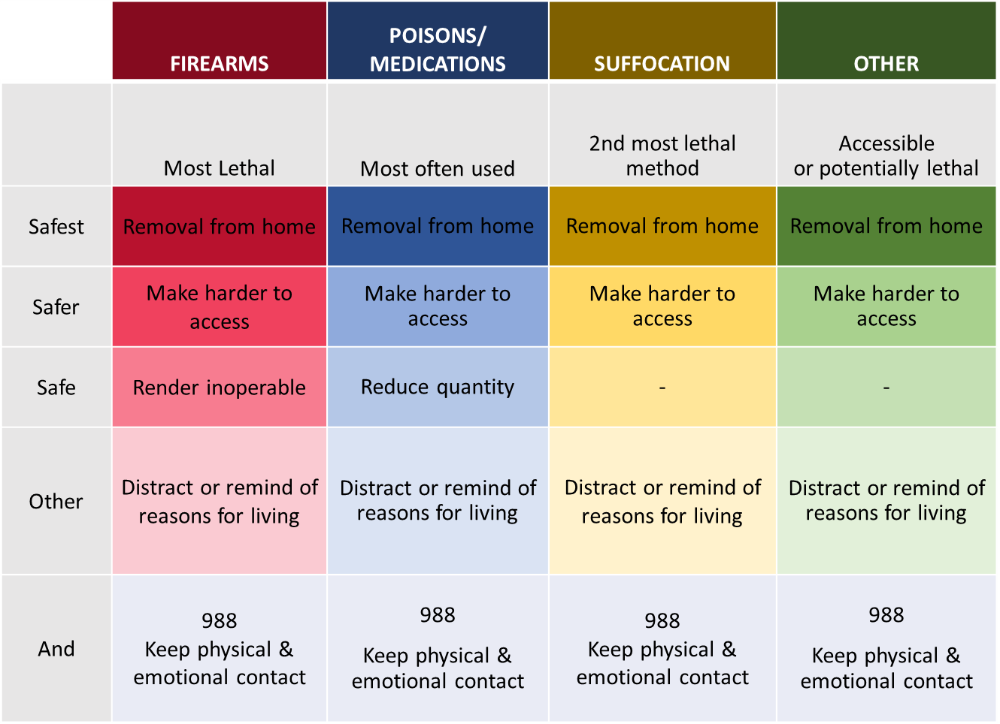 FIREARMS
POISONS/
MEDICATIONS
SUFFOCATION
OTHER
Most Lethal
Most often used
2nd most lethal
method
Accessible
or potentially lethal
Safest
Removal from home
Removal from home
Removal from home
Removal from home
Safer
Make harder to
access
Make harder to
access
Make harder to
access
Make harder to
access
Safe
Render inoperable
Reduce quantity
-
-
Other
Distract or remind of
reasons for living
Distract or remind of
reasons for living
Distract or remind of
reasons for living
Distract or remind of
reasons for living
And
988
Keep physical &
emotional contact
988
Keep physical &
emotional contact
988
Keep physical &
emotional contact
988
Keep physical &
emotional contact